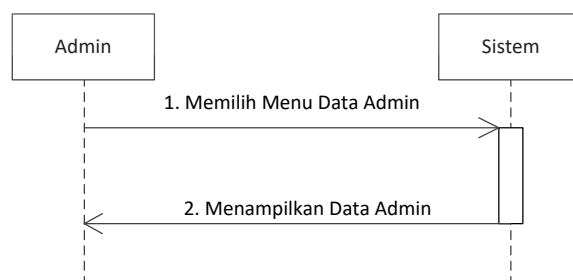 Admin
Sistem
1. Memilih Menu Data Admin
2. Menampilkan Data Admin